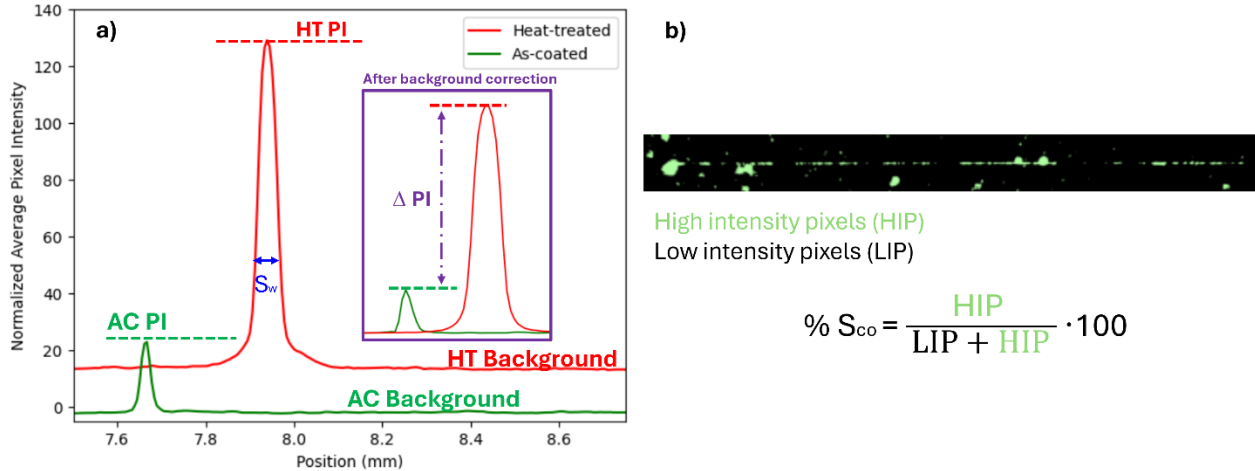 a)
140
120
100
80
60
40
20
0
Normalized Average Pixel Intensity
HT PI
Heat-treated
As-coated
After background correction
Δ PI
Sw
AC PI
HT Background
AC Background
7.6 7.8 8.0 8.2 8.4 8.6
Position (mm)
b)
High intensity pixels (HIP)
Low intensity pixels (LIP)
% Sco = HIP / LIP + HIP ·100